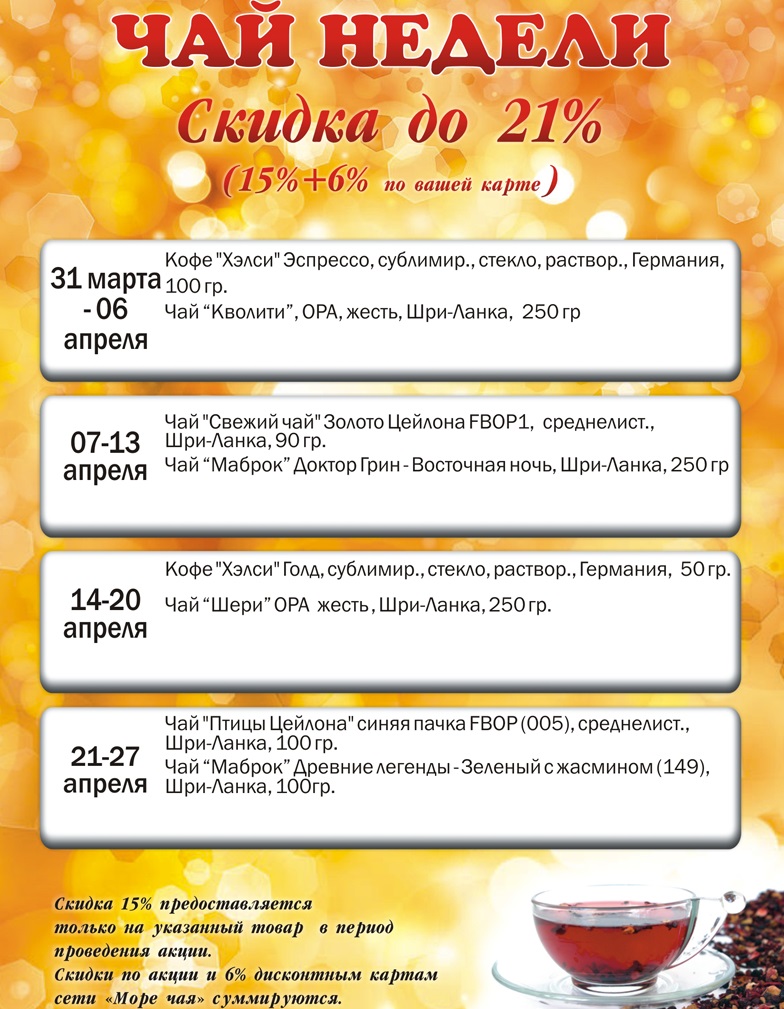 ЧАЙ НЕДЕЛИ
Скидка до 21%
(15%+6% по вашей карте)
31 марта
- 06
апреля
Кофе "Хэлси" Эспрессо, сублимир., стекло, раствор., Германия,
100 гр.
Чай “Кволити”, ОРА, жесть, Шри-Ланка, 250 гр
07-13
апреля
Чай "Свежий чай" Золото Цейлона FBOP1, среднелист.,
Шри-Ланка, 90 гр.
Чай “Маброк” Доктор Грин - Восточная ночь, Шри-Ланка, 250 гр
14-20
апреля
Кофе "Хэлси" Голд, сублимир., стекло, раствор., Германия, 50 гр.
Чай “Шери” ОРА жесть , Шри-Ланка, 250 гр.
21-27
апреля
Чай "Птицы Цейлона" синяя пачка FBOP (005), среднелист.,
Шри-Ланка, 100 гр.
Чай “Маброк” Древние легенды - Зеленый с жасмином (149),
Шри-Ланка, 100гр.
Скидка 15% предоставляется
только на указанный товар в период
проведения акции.
Скидки по акции и 6% дисконтным картам
сети «Море чая» суммируются.